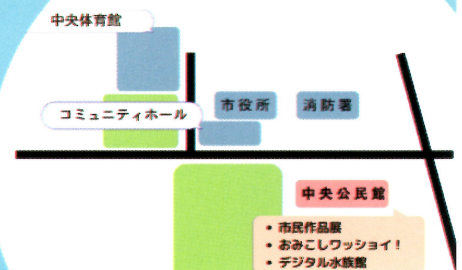 中央体育館
コミュニティホール
市役所
消防署
中央公民館
• 市民作品展
• おみこしワッショイ！
• デジタル水族館